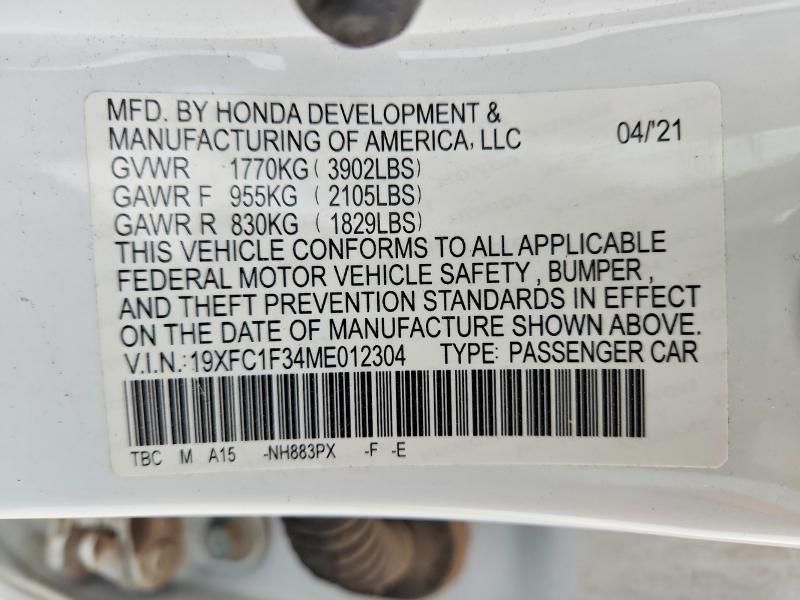 MFD. BY HONDA DEVELOPMENT &
MANUFACTURING OF AMERICA, LLC 04/'21
GVWR 1770KG ( 3902LBS)
GAWR F 955KG ( 2105LBS)
GAWR R 830KG ( 1829LBS)
THIS VEHICLE CONFORMS TO ALL APPLICABLE
FEDERAL MOTOR VEHICLE SAFETY , BUMPER ,
AND THEFT PREVENTION STANDARDS IN EFFECT
ON THE DATE OF MANUFACTURE SHOWN ABOVE.
V.I.N.: 19XFC1F34ME012304 TYPE: PASSENGER CAR
TBC M A15 -NH883PX -F -E